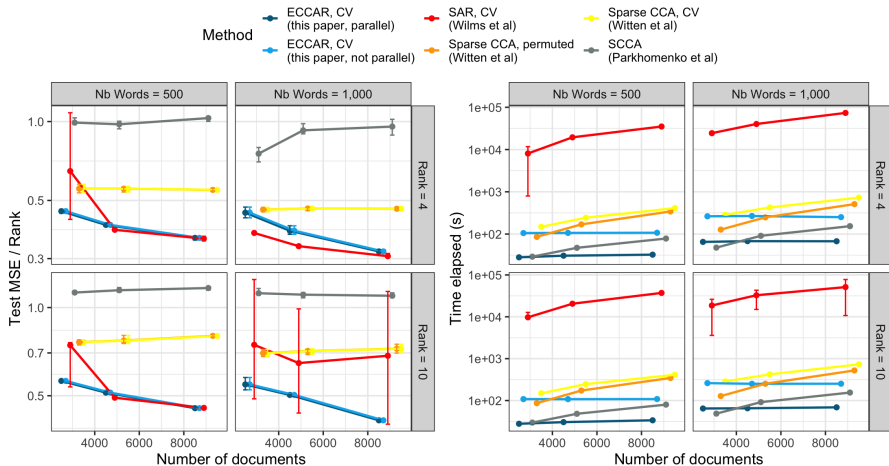 Method
ECCAR, CV
(this paper, parallel)
ECCAR, CV
(this paper, not parallel)
SAR, CV
(Wilms et al)
Sparse CCA, permuted
(Witten et al)
Sparse CCA, CV
(Witten et al)
SCCA
(Parkhomenko et al)
Nb Words = 500
Nb Words = 1,000
Test MSE / Rank
1.0
0.5
0.3
Rank = 4
1.0
0.7
0.5
Rank = 10
4000 6000 8000
4000 6000 8000
Number of documents
Nb Words = 500
Nb Words = 1,000
Time elapsed (s)
1e+05
1e+04
1e+03
1e+02
Rank = 4
1e+05
1e+04
1e+03
1e+02
Rank = 10
4000 6000 8000
4000 6000 8000
Number of documents